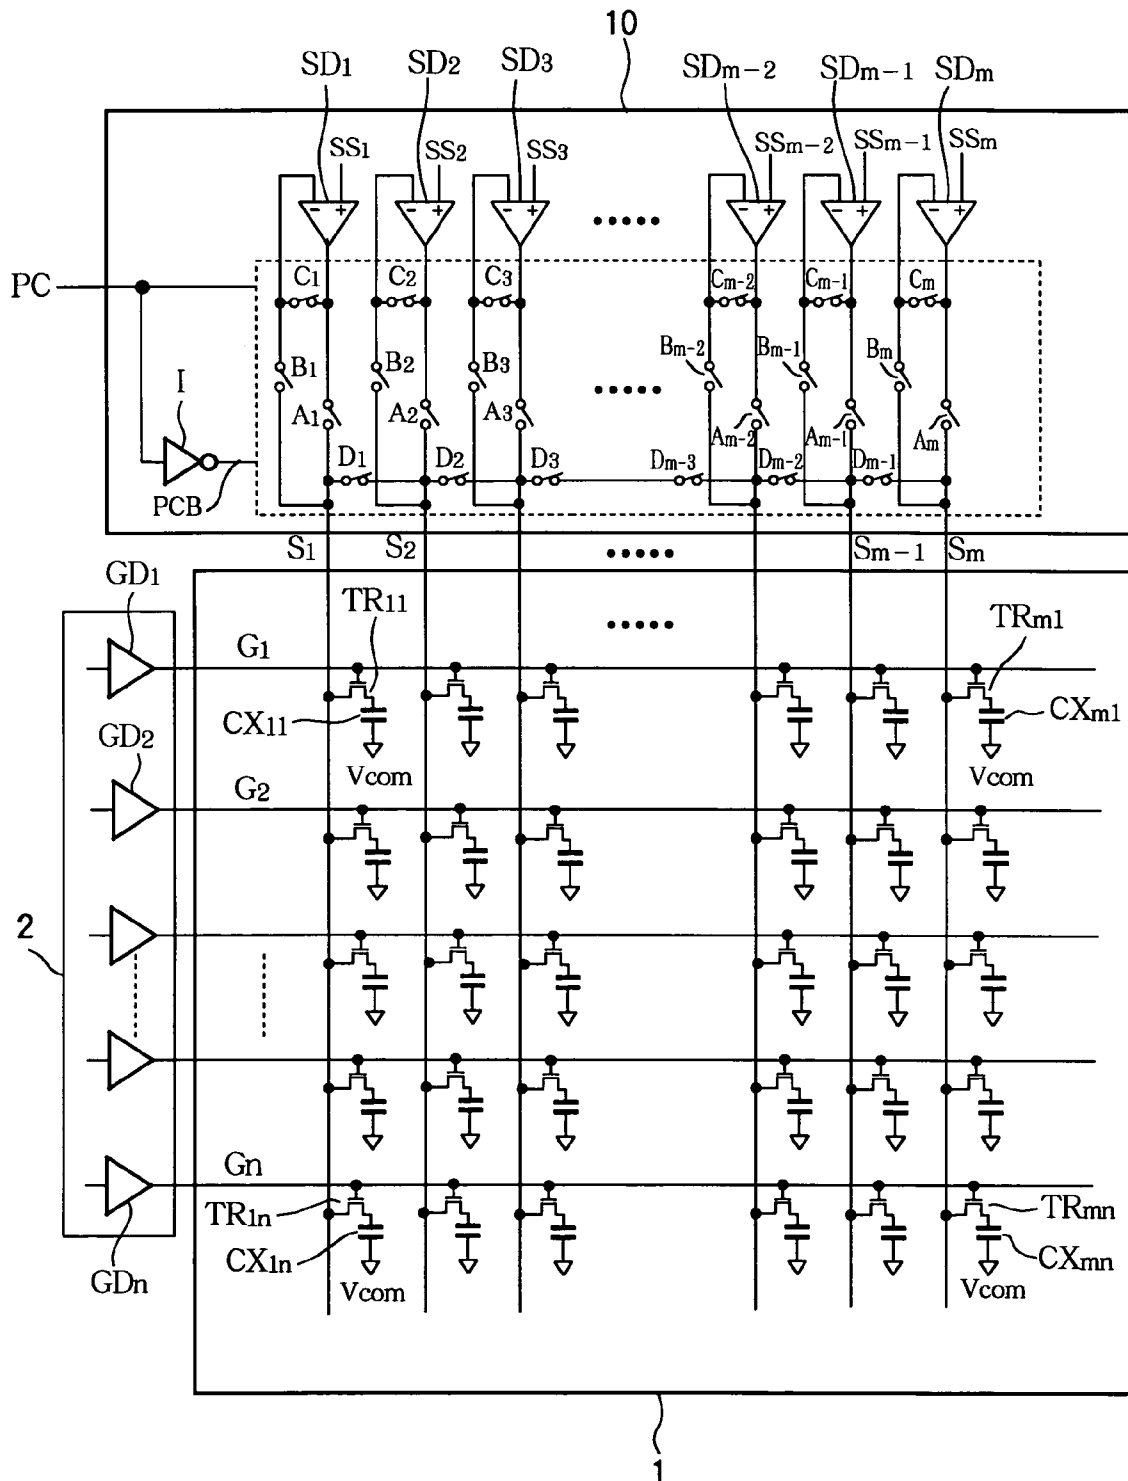 10
SD1 SD2 SD3 SDm-2 SDm-1 SDm
SS1 SS2 SS3 SSm-2 SSm-1 SSm
- + - + - + - + - + - +
PC
C1 C2 C3 Cm-2 Cm-1 Cm
B1 B2 B3 Bm-2 Bm-1 Bm
I
A1 A2 A3 Am-2 Am-1 Am
D1 D2 D3 Dm-3 Dm-2 Dm-1
PCB
S1 S2 Sm-1 Sm
GD1
TR11 TRm1
G1
CX11 CXm1
GD2
Vcom Vcom
G2
2
Gn
TR1n TRmn
CX1n CXmn
GDn
Vcom Vcom
1